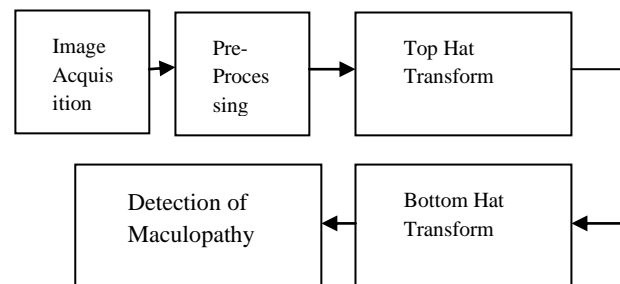 Image
Acquis
ition
Pre-
Proces
sing
Top Hat
Transform
Bottom Hat
Transform
Detection of
Maculopathy